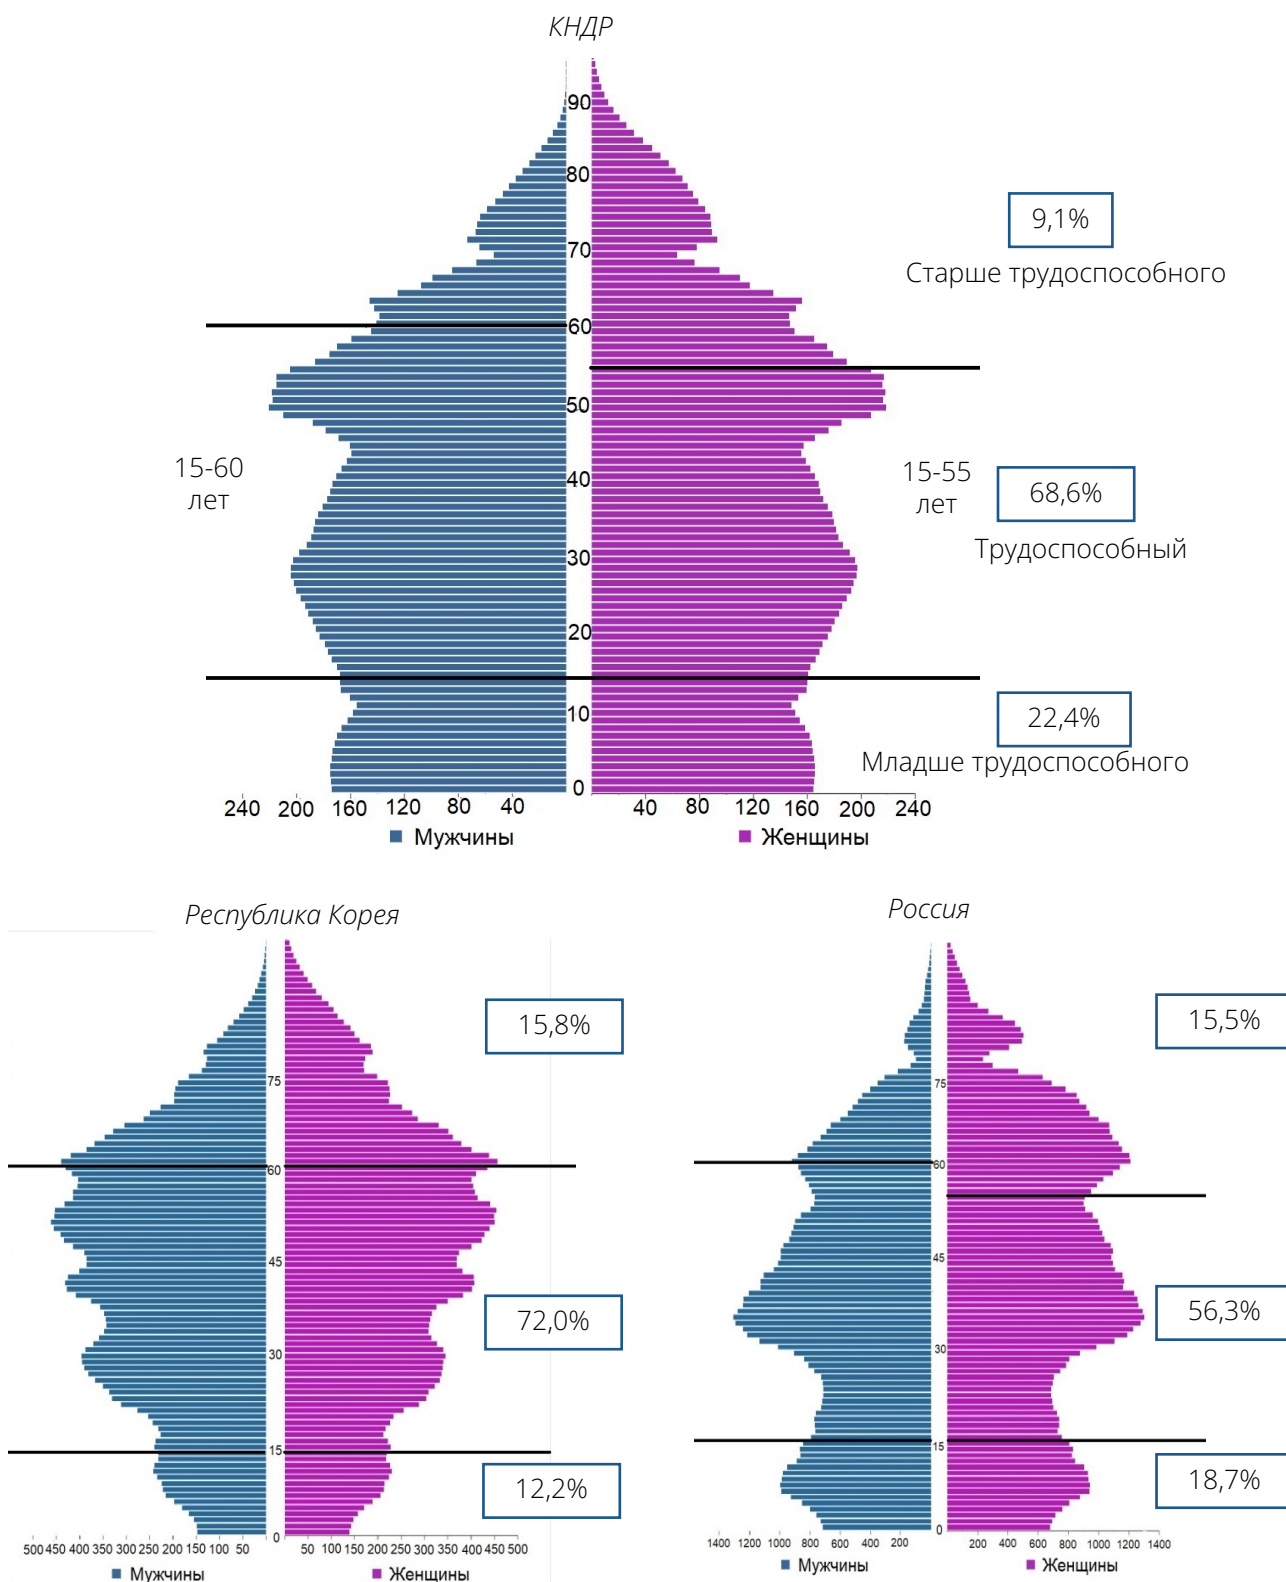 КНДР
90
80
70
60
50
40
30
20
10
0
240 200 160 120 80 40
40 80 120 160 200 240
Мужчины
Женщины
15-60
лет
15-55
лет
9,1%
Старше трудоспособного
68,6%
Трудоспособный
22,4%
Младше трудоспособного
Республика Корея
75
60
45
30
15
0
500 450 400 350 300 250 200 150 100 50
50 100 150 200 250 300 350 400 450 500
Мужчины
Женщины
15,8%
72,0%
12,2%
Россия
75
60
45
30
15
0
1400 1200 1000 800 600 400 200
200 400 600 800 1000 1200 1400
Мужчины
Женщины
15,5%
56,3%
18,7%